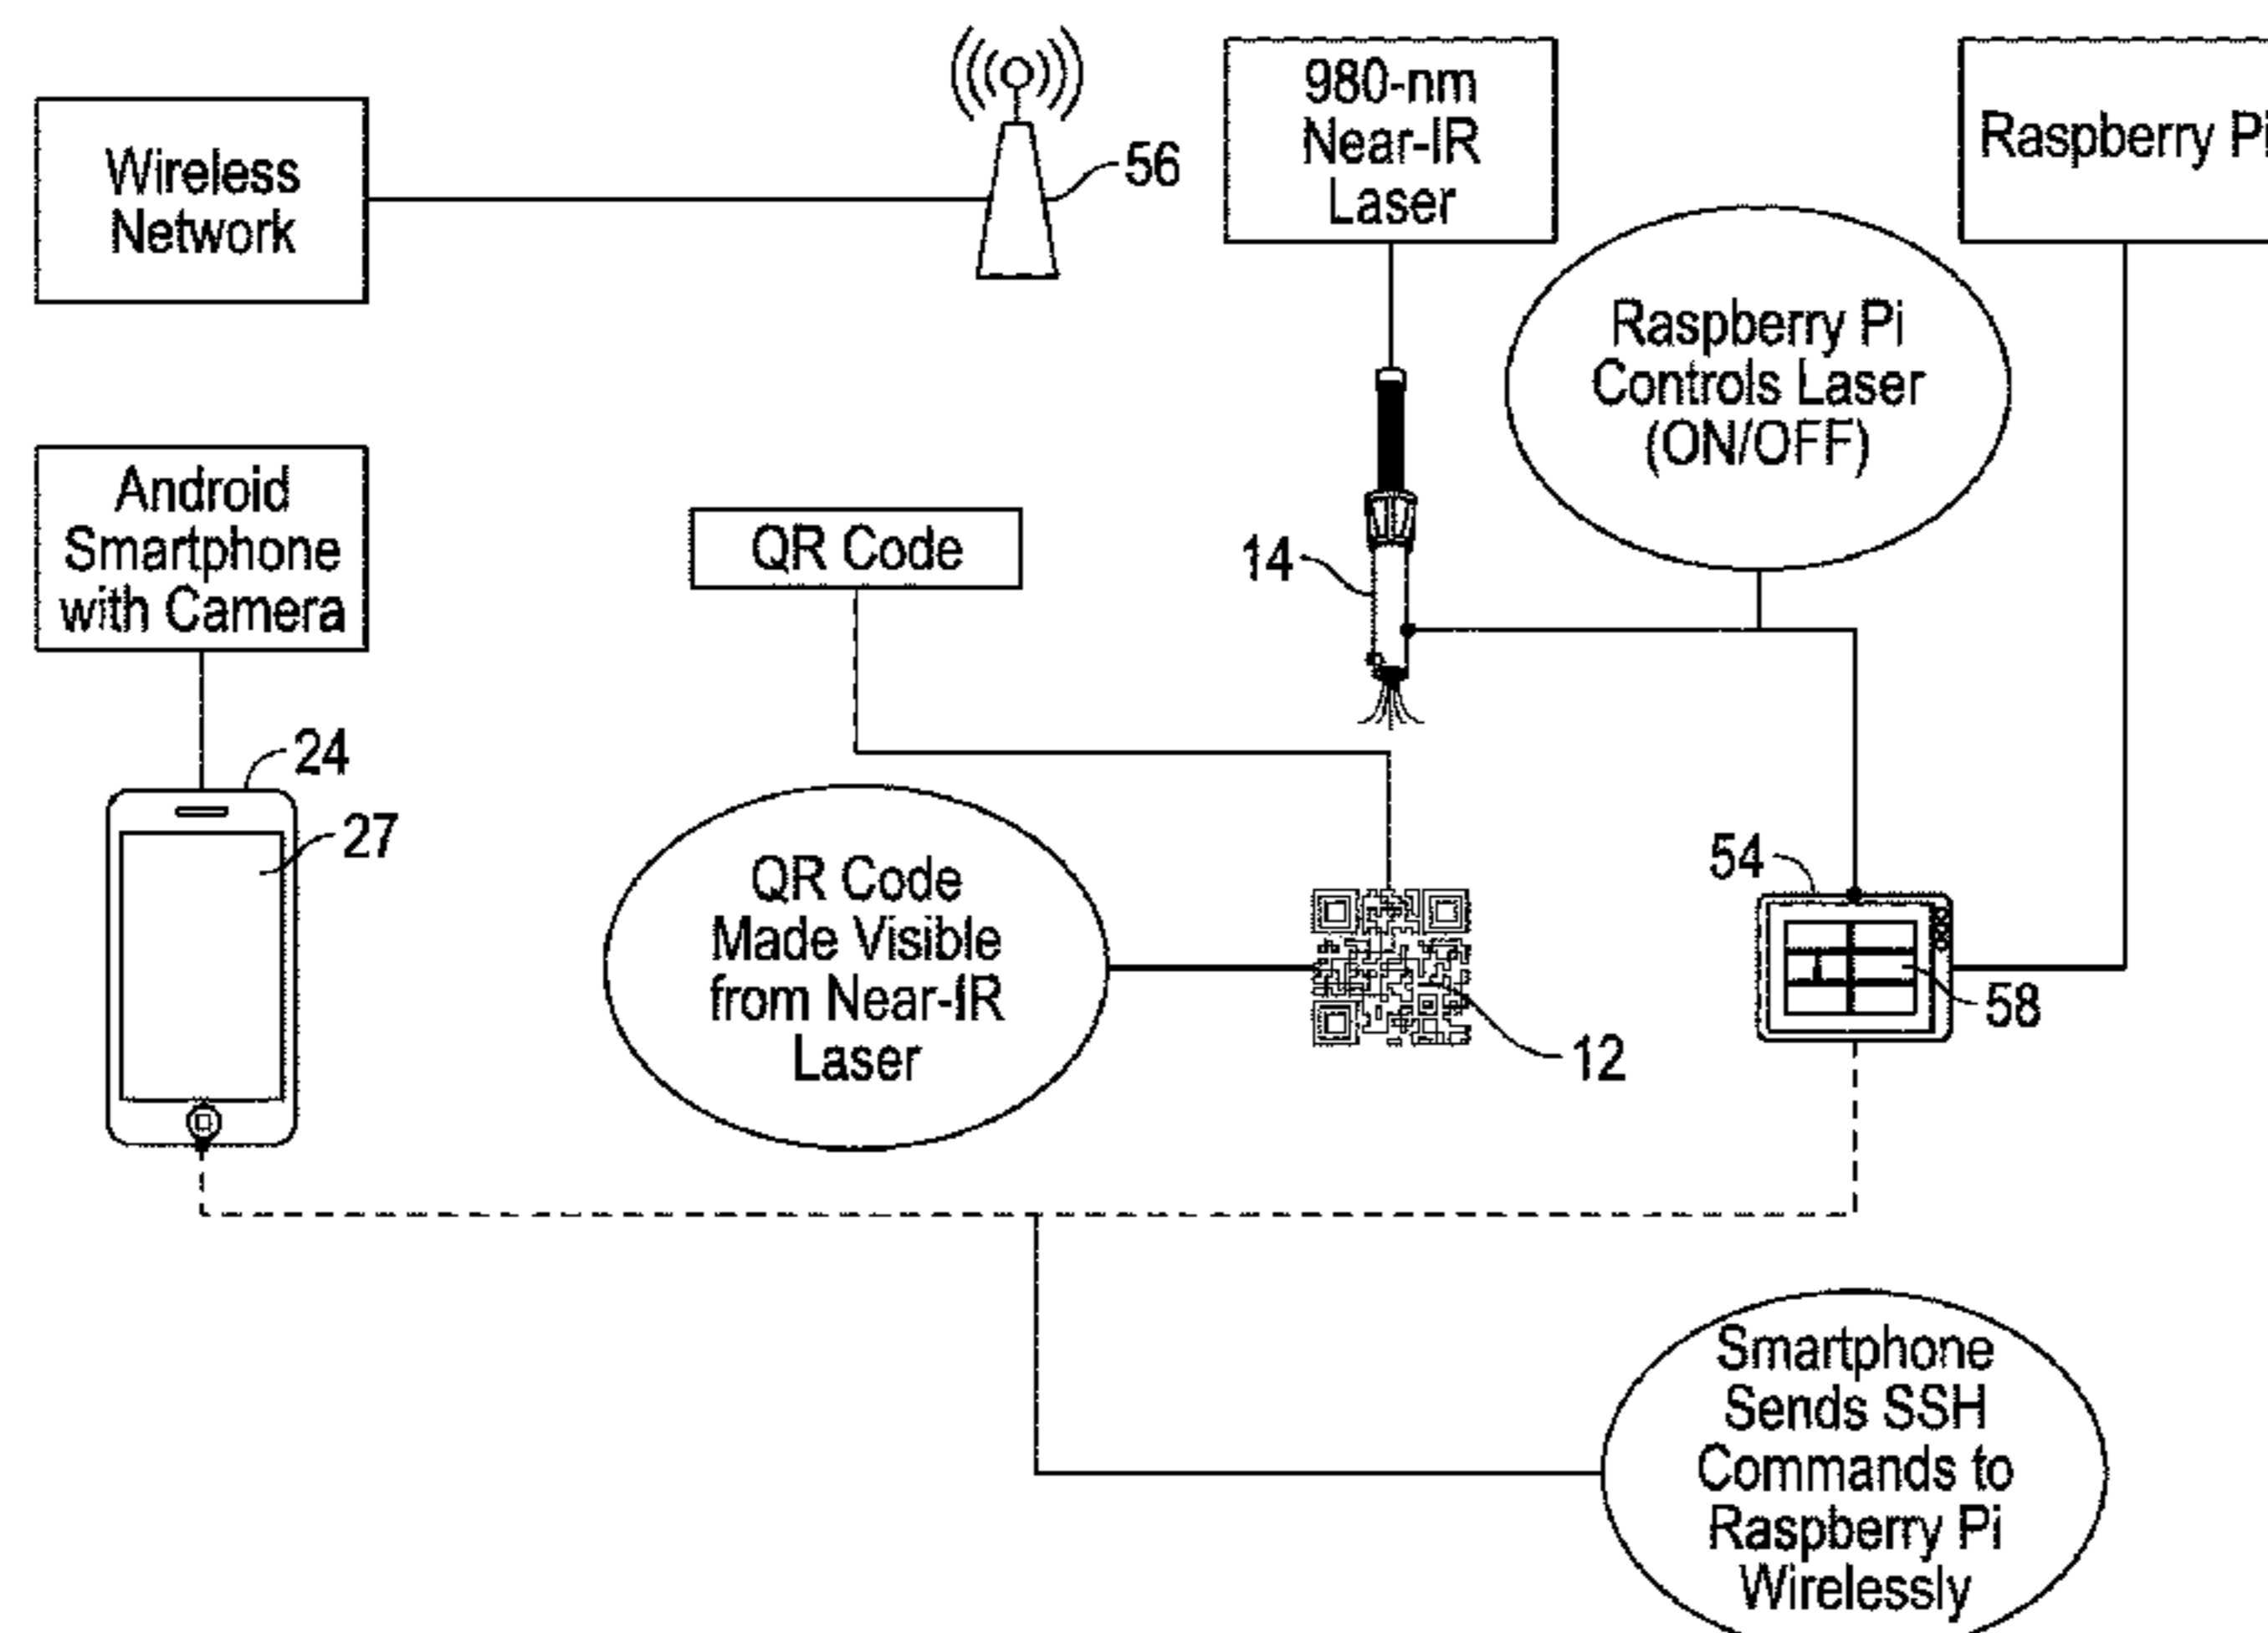 Wireless
Network
56
980-nm
Near-IR
Laser
Raspberry Pi
Raspberry Pi
Controls Laser
(ON/OFF)
Android
Smartphone
with Camera
QR Code
14
24
27
QR Code
Made Visible
from Near-IR
Laser
12
54
58
Smartphone
Sends SSH
Commands to
Raspberry Pi
Wirelessly